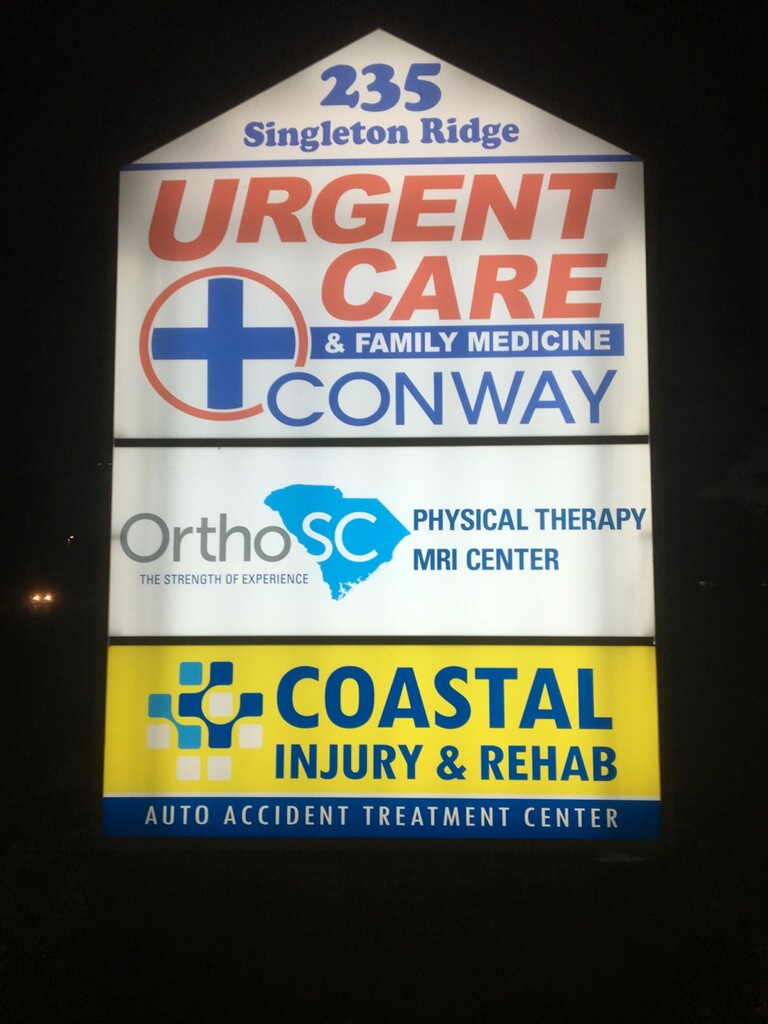 235
Singleton Ridge
URGENT
CARE
& FAMILY MEDICINE
CONWAY
OrthoSC
THE STRENGTH OF EXPERIENCE
PHYSICAL THERAPY
MRI CENTER
COASTAL
INJURY & REHAB
AUTO ACCIDENT TREATMENT CENTER